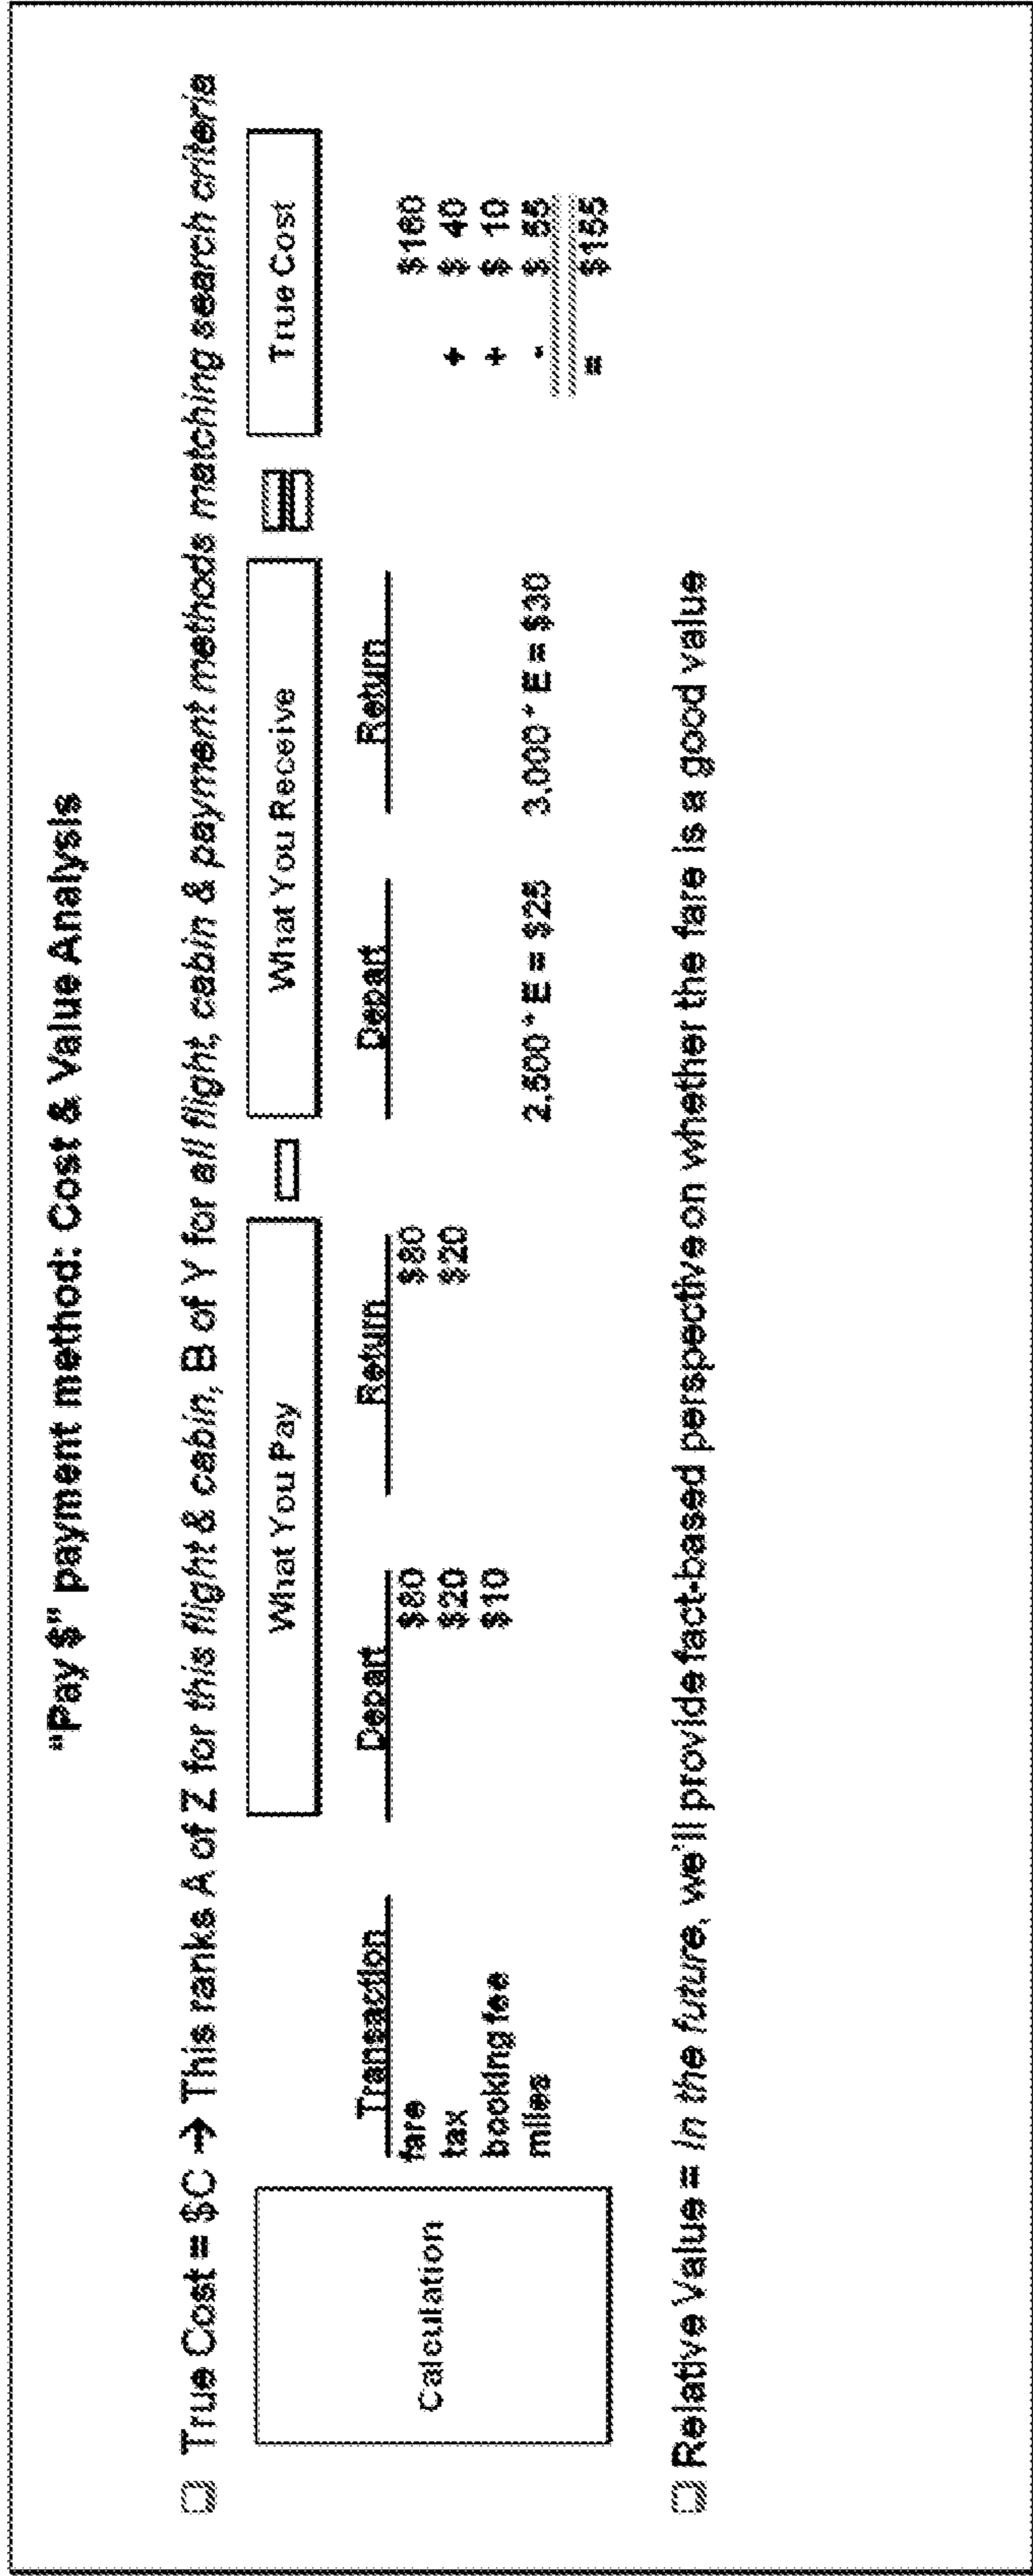 "Pay $" payment method: Cost & Value Analysis
True Cost = $C → This ranks A of Z for this flight & cabin, B of Y for all flight, cabin & payment methods matching search criteria
What You Pay - What You Receive = True Cost
Calculation
Transaction Depart Return Depart Return
fare $80 $80 $160
tax $20 $20 + $ 40
booking fee $10 + $ 10
miles 2,500 * E = $25 3,000 * E = $30 - $ 55
= $155
Relative Value = In the future, we'll provide fact-based perspective on whether the fare is a good value